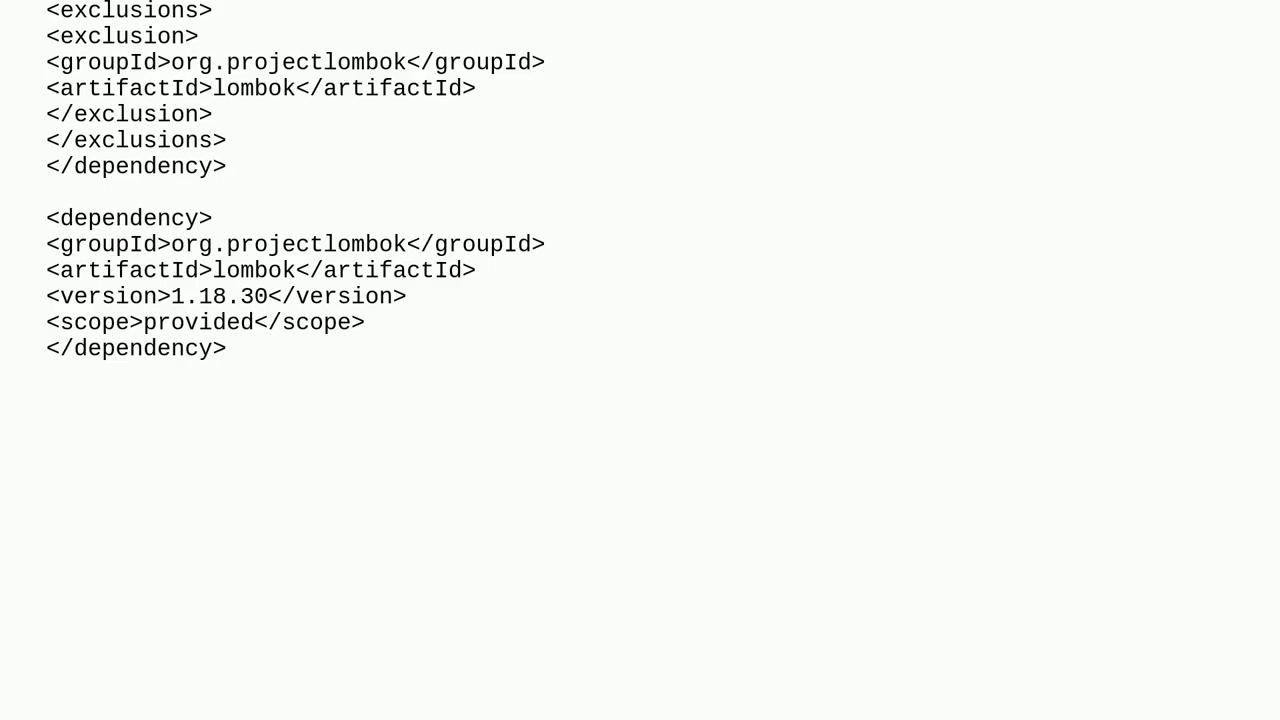 <exclusions>
<exclusion>
<groupId>org.projectlombok</groupId>
<artifactId>lombok</artifactId>
</exclusion>
</exclusions>
</dependency>

<dependency>
<groupId>org.projectlombok</groupId>
<artifactId>lombok</artifactId>
<version>1.18.30</version>
<scope>provided</scope>
</dependency>